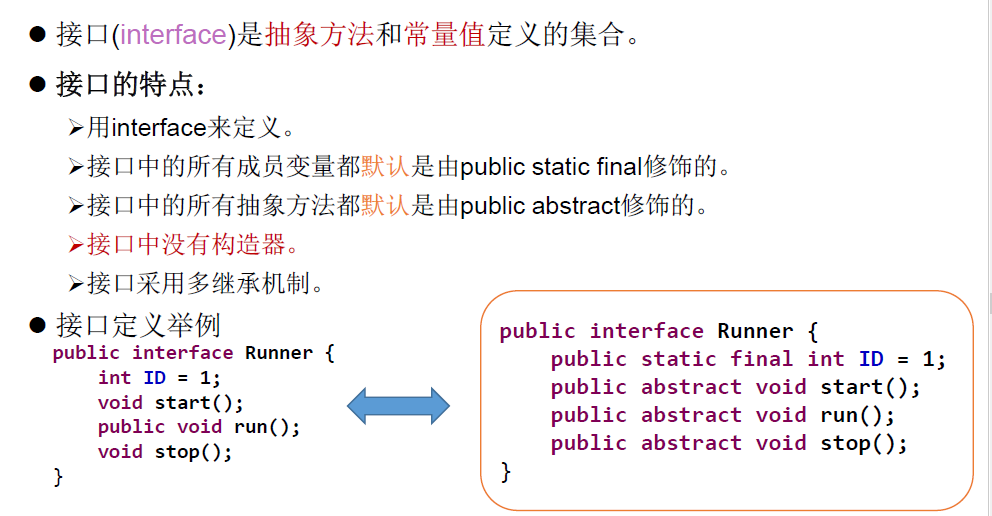 ● 接口(interface)是抽象方法和常量值定义的集合。
● 接口的特点：
➢用interface来定义。
➢接口中的所有成员变量都默认是由public static final修饰的。
➢接口中的所有抽象方法都默认是由public abstract修饰的。
➢接口中没有构造器。
➢接口采用多继承机制。
● 接口定义举例
public interface Runner {
    int ID = 1;
    void start();
    public void run();
    void stop();
}
public interface Runner {
    public static final int ID = 1;
    public abstract void start();
    public abstract void run();
    public abstract void stop();
}